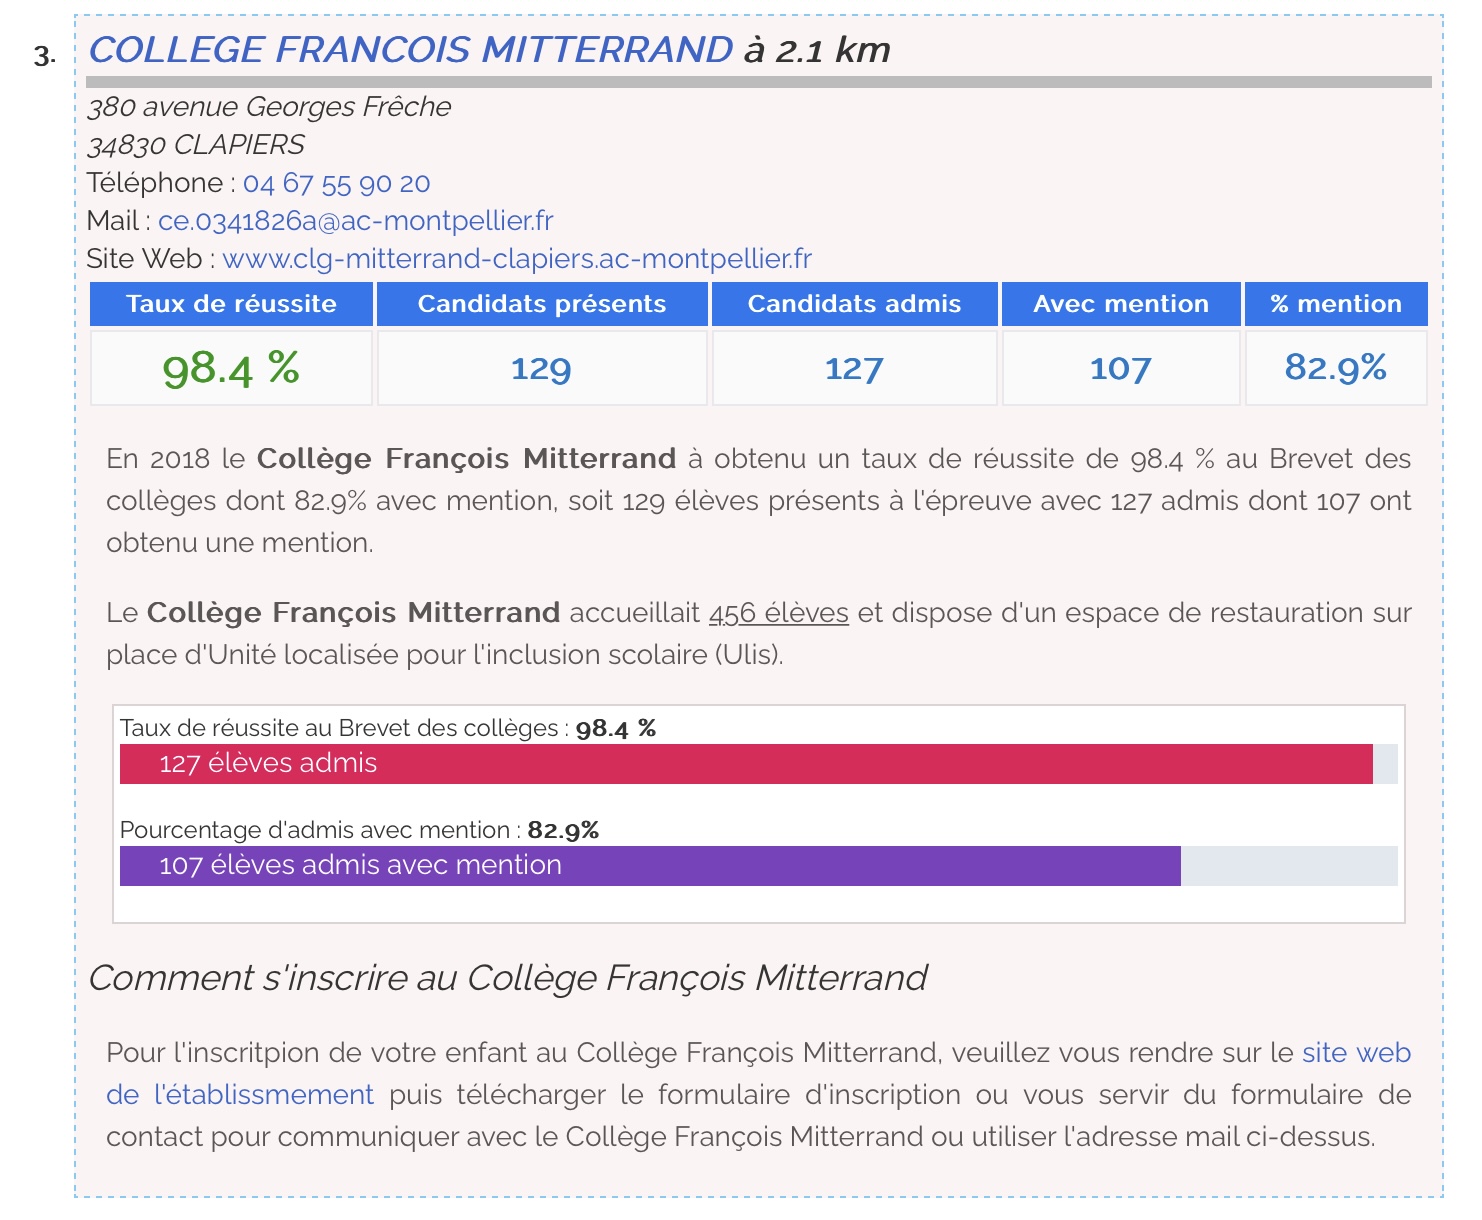 3. COLLEGE FRANCOIS MITTERRAND à 2.1 km
380 avenue Georges Frêche
34830 CLAPIERS
Téléphone : 04 67 55 90 20
Mail : ce.0341826a@ac-montpellier.fr
Site Web : www.clg-mitterrand-clapiers.ac-montpellier.fr
Taux de réussite Candidats présents Candidats admis Avec mention % mention
98.4 % 129 127 107 82.9%
En 2018 le Collège François Mitterrand à obtenu un taux de réussite de 98.4 % au Brevet des
collèges dont 82.9% avec mention, soit 129 élèves présents à l'épreuve avec 127 admis dont 107 ont
obtenu une mention.
Le Collège François Mitterrand accueillait 456 élèves et dispose d'un espace de restauration sur
place d'Unité localisée pour l'inclusion scolaire (Ulis).
Taux de réussite au Brevet des collèges : 98.4 %
127 élèves admis
Pourcentage d'admis avec mention : 82.9%
107 élèves admis avec mention
Comment s'inscrire au Collège François Mitterrand
Pour l'inscritpion de votre enfant au Collège François Mitterrand, veuillez vous rendre sur le site web
de l'établissmement puis télécharger le formulaire d'inscription ou vous servir du formulaire de
contact pour communiquer avec le Collège François Mitterrand ou utiliser l'adresse mail ci-dessus.